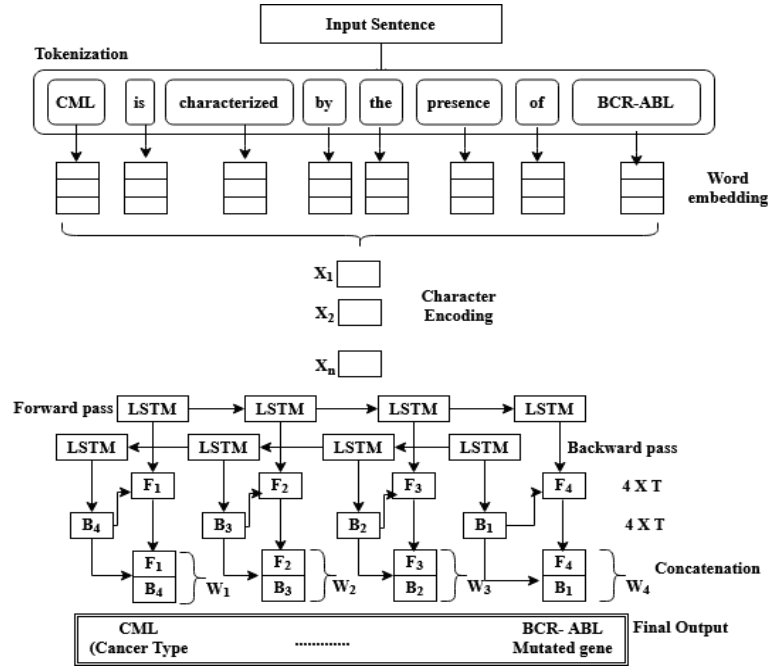 Input Sentence
Tokenization
CML is characterized by the presence of BCR-ABL
Word
embedding
X1
Character
Encoding
X2
Xn
Forward pass LSTM LSTM LSTM LSTM
LSTM LSTM LSTM LSTM Backward pass
F1 F2 F3 F4 4 X T
B4 B3 B2 B1 4 X T
F1 F2 F3 F4 Concatenation
W1 W2 W3 W4
B4 B3 B2 B1
CML BCR- ABL Final Output
(Cancer Type ............. Mutated gene